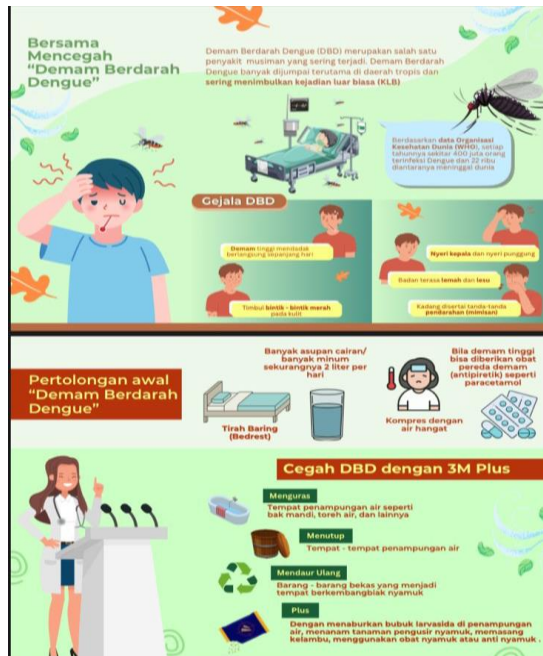 Bersama
Mencegah
“Demam Berdarah
Dengue”
Demam Berdarah Dengue (DBD) merupakan salah satu
penyakit musiman yang sering terjadi. Demam Berdarah
Dengue banyak dijumpai terutama di daerah tropis dan
sering menimbulkan kejadian luar biasa (KLB)
Berdasarkan data Organisasi
Kesehatan Dunia (WHO), setiap
tahunnya sekitar 400 juta orang
terinfeksi Dengue dan 22 ribu
diantaranya meninggal dunia
Gejala DBD
Demam tinggi mendadak
berlangsung sepanjang hari
Timbul bintik - bintik merah
pada kulit
Nyeri kepala dan nyeri punggung
Badan terasa lemah dan lesu
Kadang disertai tanda-tanda
pendarahan (mimisan)
Pertolongan awal
“Demam Berdarah
Dengue”
Banyak asupan cairan/
banyak minum
sekurangnya 2 liter per
hari
Tirah Baring
(Bedrest)
Bila demam tinggi
bisa diberikan obat
pereda demam
(antipiretik) seperti
paracetamol
Kompres dengan
air hangat
Cegah DBD dengan 3M Plus
Menguras
Tempat penampungan air seperti
bak mandi, toreh air, dan lainnya
Menutup
Tempat - tempat penampungan air
Mendaur Ulang
Barang - barang bekas yang menjadi
tempat berkembangbiak nyamuk
Plus
Dengan menaburkan bubuk larvasida di penampungan
air, menanam tanaman pengusir nyamuk, memasang
kelambu, menggunakan obat nyamuk atau anti nyamuk .